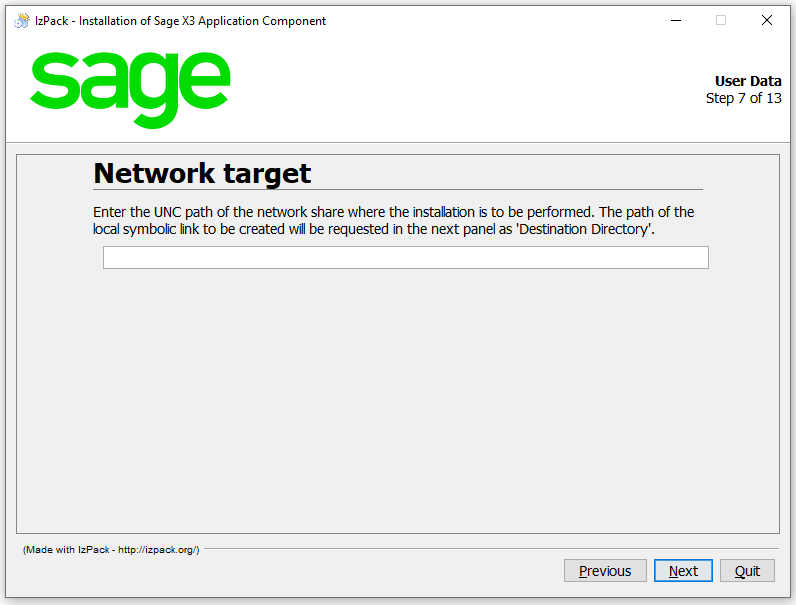 IzPack - Installation of Sage X3 Application Component
sage
User Data
Step 7 of 13
Network target
Enter the UNC path of the network share where the installation is to be performed. The path of the
local symbolic link to be created will be requested in the next panel as 'Destination Directory'.
(Made with IzPack - http://izpack.org/)
Previous Next Quit